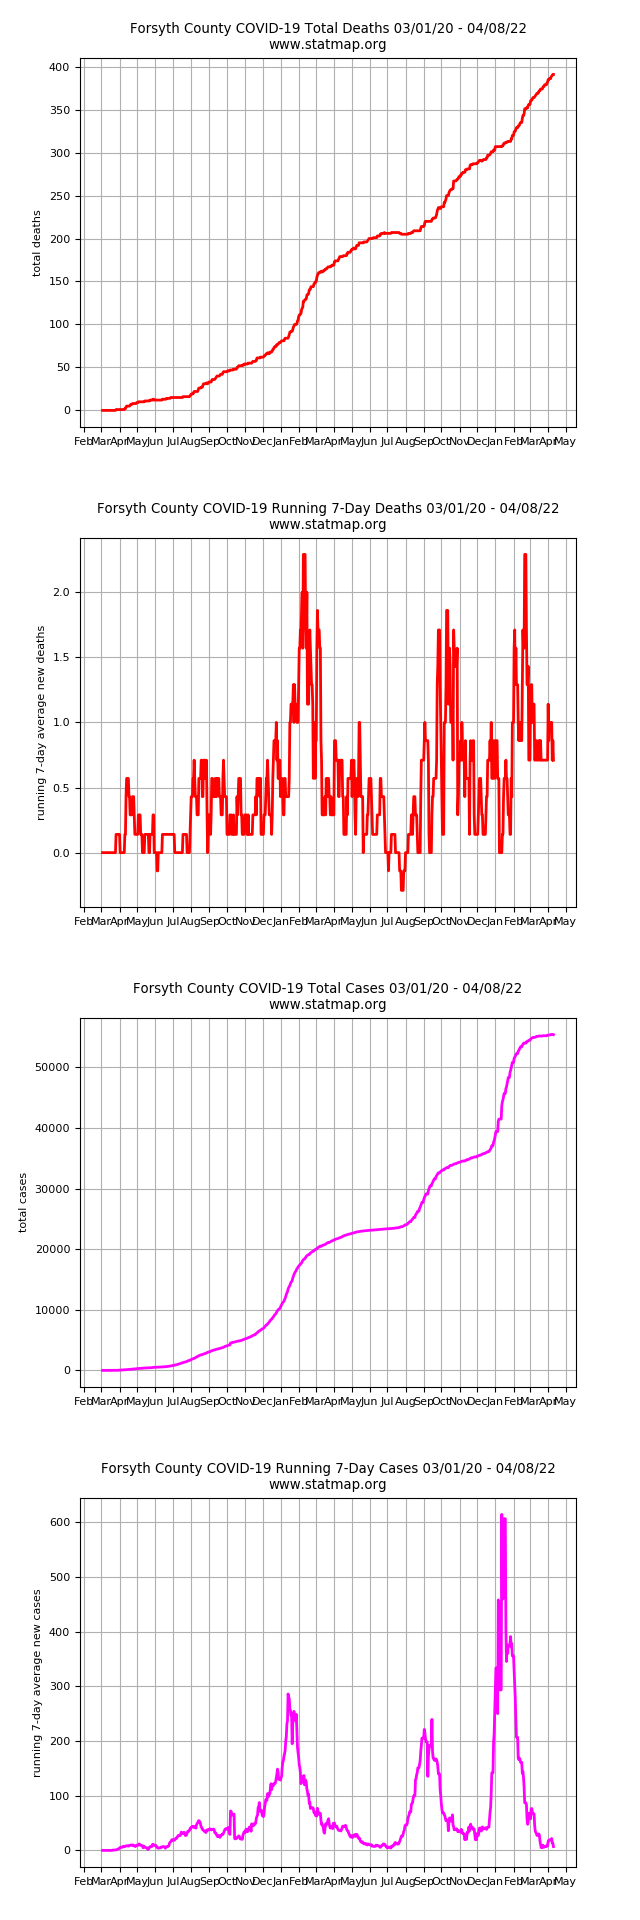 Forsyth County COVID-19 Total Deaths 03/01/20 - 04/08/22
www.statmap.org
400
350
300
250
200
150
100
50
0
total deaths
Feb Mar Apr May Jun Jul Aug Sep Oct Nov Dec Jan Feb Mar Apr May Jun Jul Aug Sep Oct Nov Dec Jan Feb Mar Apr May
Forsyth County COVID-19 Running 7-Day Deaths 03/01/20 - 04/08/22
www.statmap.org
2.0
1.5
1.0
0.5
0.0
running 7-day average new deaths
Feb Mar Apr May Jun Jul Aug Sep Oct Nov Dec Jan Feb Mar Apr May Jun Jul Aug Sep Oct Nov Dec Jan Feb Mar Apr May
Forsyth County COVID-19 Total Cases 03/01/20 - 04/08/22
www.statmap.org
50000
40000
30000
20000
10000
0
total cases
Feb Mar Apr May Jun Jul Aug Sep Oct Nov Dec Jan Feb Mar Apr May Jun Jul Aug Sep Oct Nov Dec Jan Feb Mar Apr May
Forsyth County COVID-19 Running 7-Day Cases 03/01/20 - 04/08/22
www.statmap.org
600
500
400
300
200
100
0
running 7-day average new cases
Feb Mar Apr May Jun Jul Aug Sep Oct Nov Dec Jan Feb Mar Apr May Jun Jul Aug Sep Oct Nov Dec Jan Feb Mar Apr May